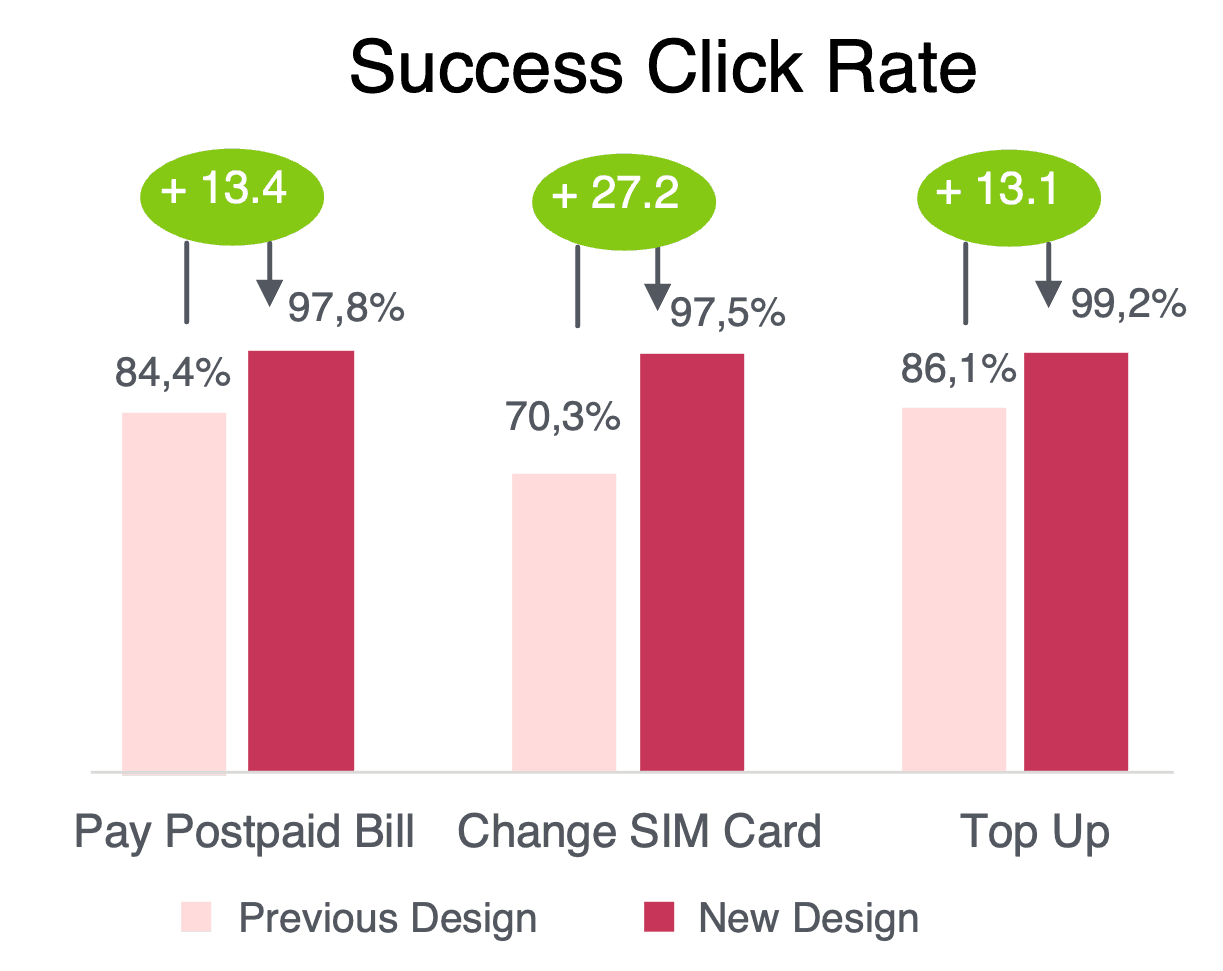 Success Click Rate
+ 13.4
+ 27.2
+ 13.1
84,4%
97,8%
70,3%
97,5%
86,1%
99,2%
Pay Postpaid Bill
Change SIM Card
Top Up
Previous Design
New Design